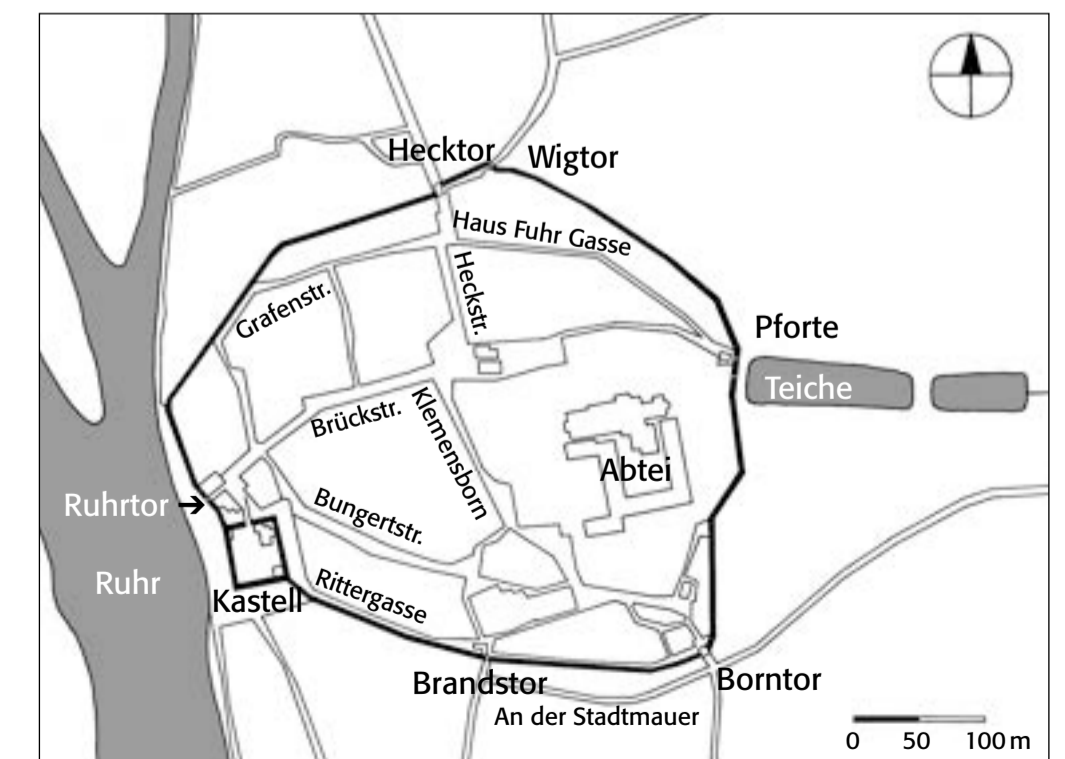 Hecktor
Wigtor
Haus Fuhr Gasse
Heckstr.
Grafenstr.
Pforte
Teiche
Brückstr.
Klemensborn
Abtei
Ruhrtor
Bungertstr.
Ruhr
Rittergasse
Kastell
Brandstor
Borntor
An der Stadtmauer
0 50 100 m